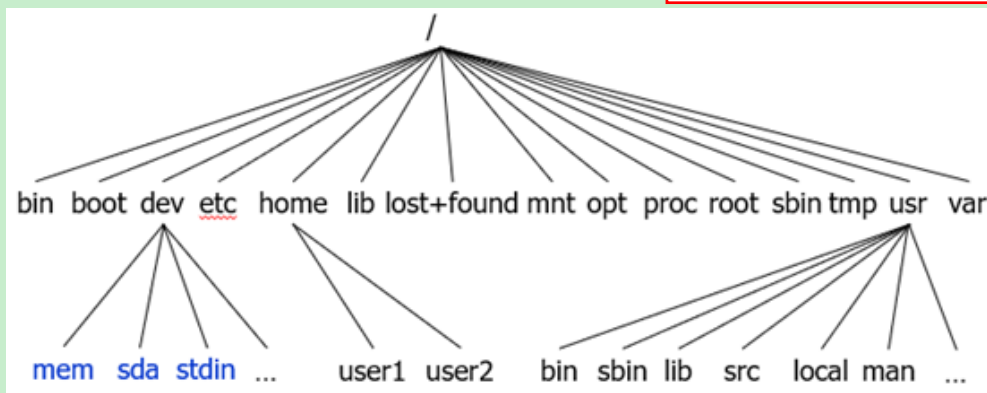 /
bin boot dev etc home lib lost+found mnt opt proc root sbin tmp usr var
mem sda stdin ... user1 user2 bin sbin lib src local man ...